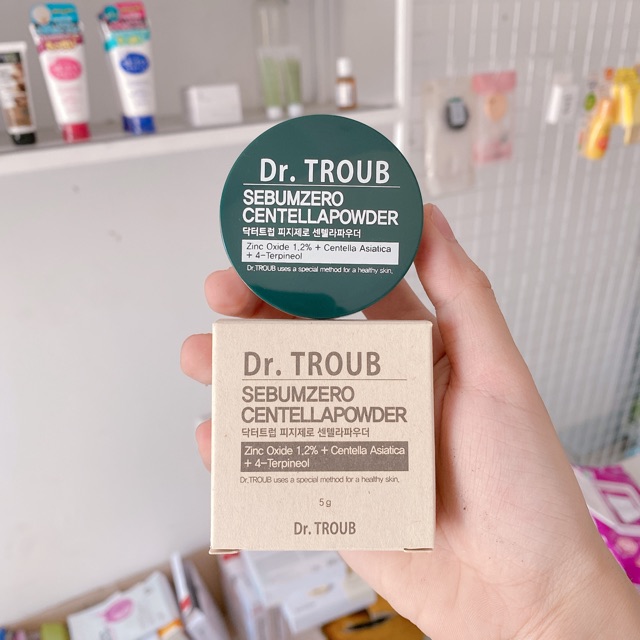 Dr. TROUB
SEBUMZERO
CENTELLAPOWDER
닥터트럽 피지제로 센텔라파우더
Zinc Oxide 1,2% + Centella Asiatica
+ 4-Terpineol
Dr.TROUB uses a special method for a healthy skin.
Dr. TROUB
SEBUMZERO
CENTELLAPOWDER
닥터트럽 피지제로 센텔라파우더
Zinc Oxide 1,2% + Centella Asiatica
+ 4-Terpineol
Dr.TROUB uses a special method for a healthy skin.
5 g
Dr. TROUB